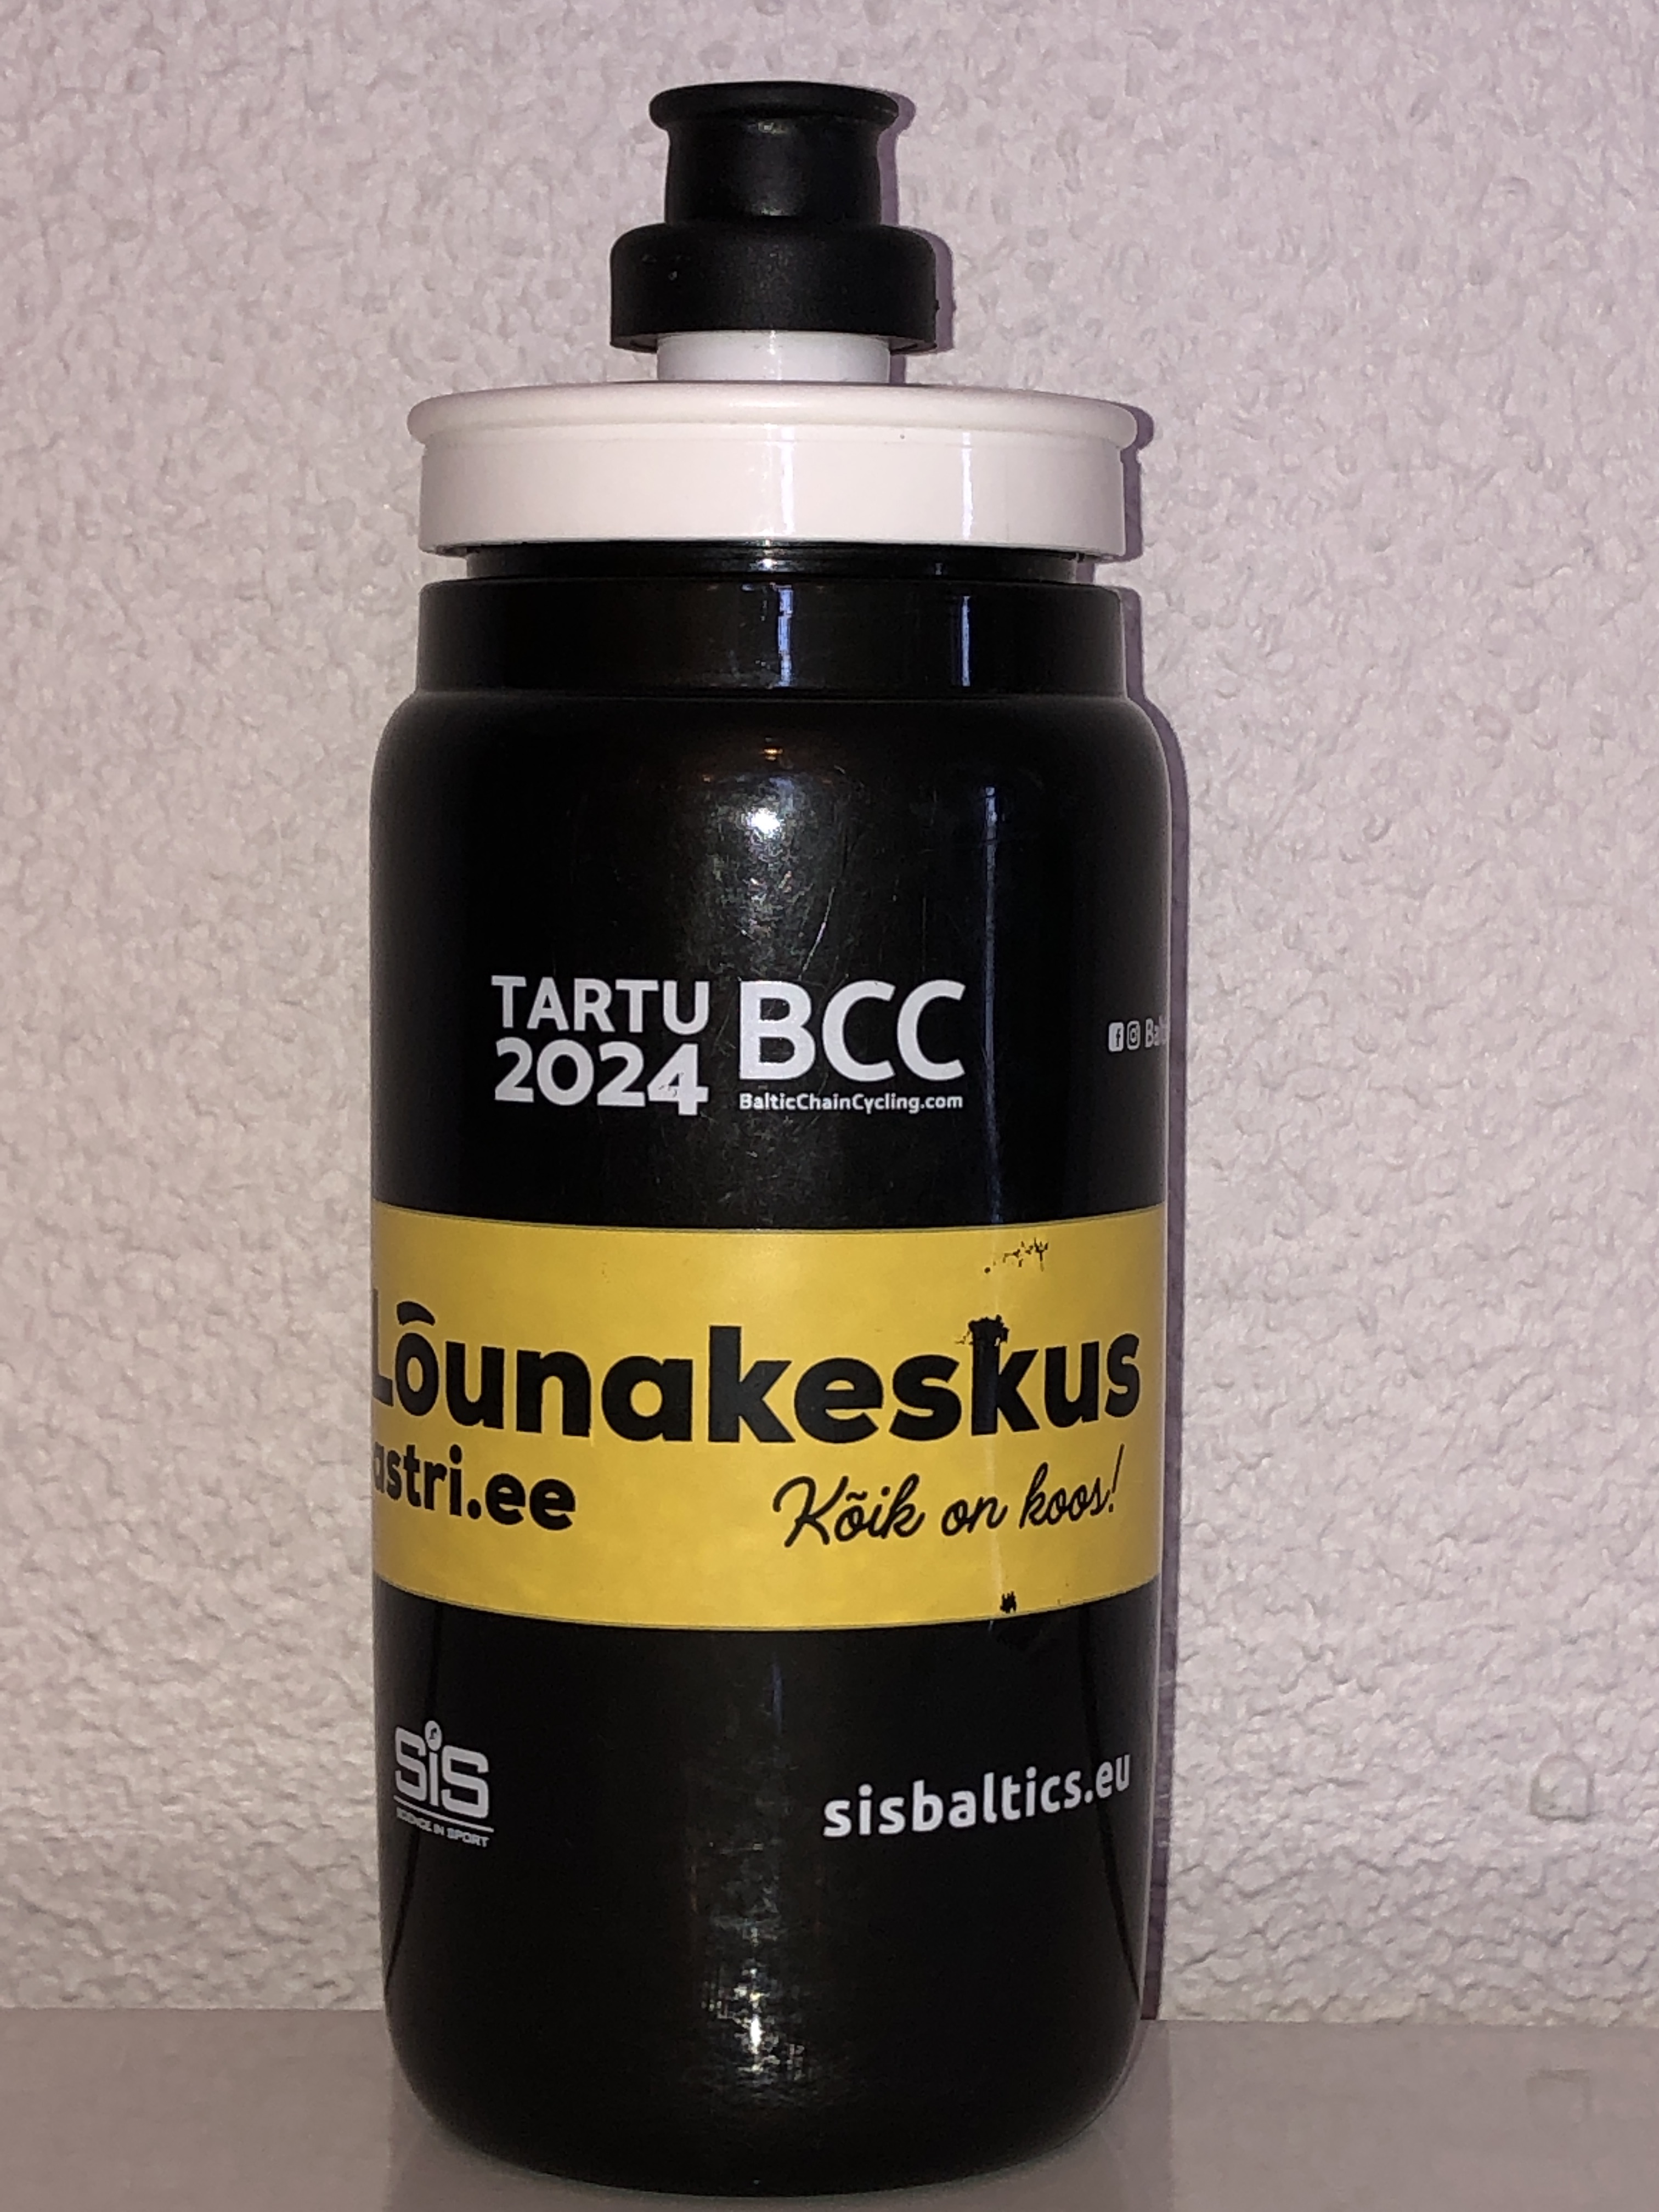 TARTU
2024
BCC
BalticChainCycling.com
Lõunakeskus
astri.ee
Kõik on koos!
SiS
SCIENCE IN SPORT
sisbaltics.eu